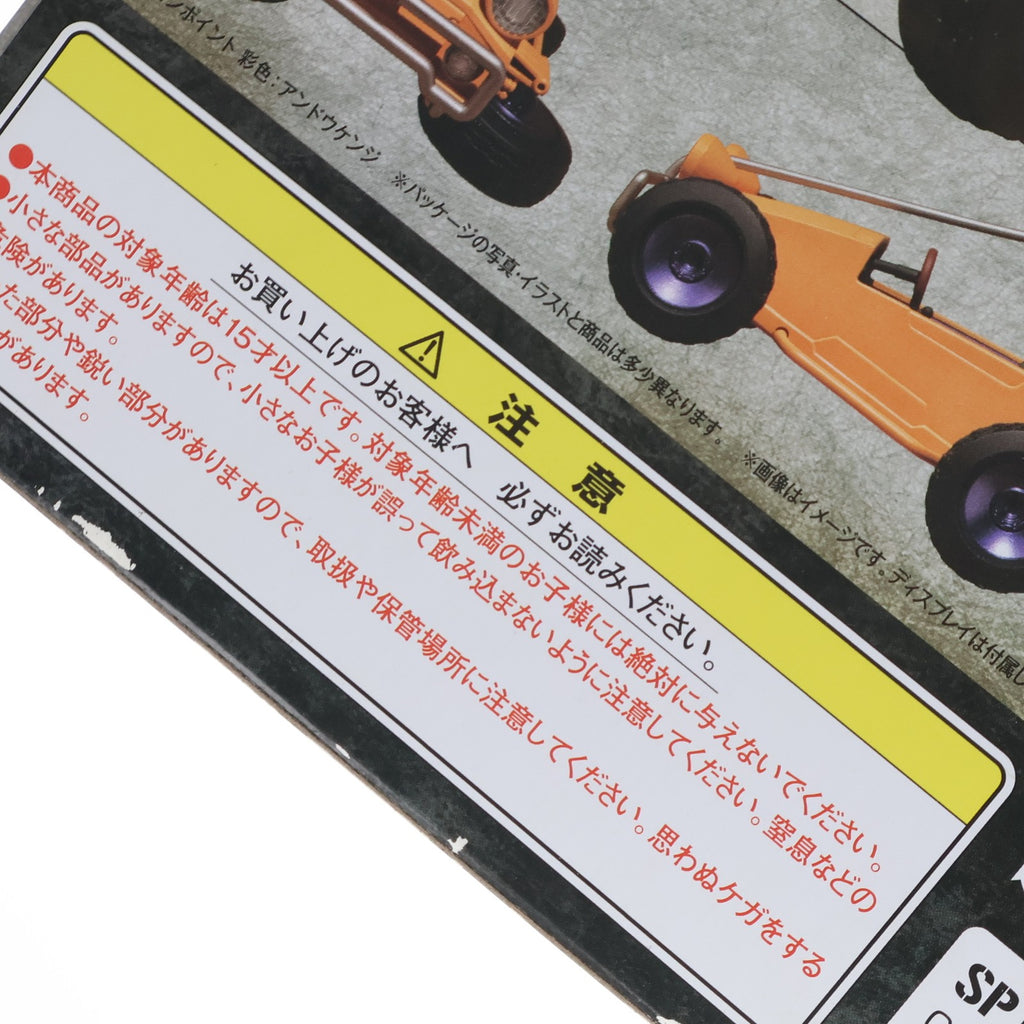 ンポイント 彩色：アンドウケンジ　※パッケージの写真・イラストと商品は多少異なります。　※画像はイメージです。ディスプレイは付属し
⚠ 注 意
お買い上げのお客様へ　必ずお読みください。
●本商品の対象年齢は15才以上です。対象年齢未満のお子様には絶対に与えないでください。
●小さな部品がありますので、小さなお子様が誤って飲み込まないように注意してください。窒息などの
危険があります。
た部分や鋭い部分がありますので、取扱や保管場所に注意してください。思わぬケガをする
があります。
SP